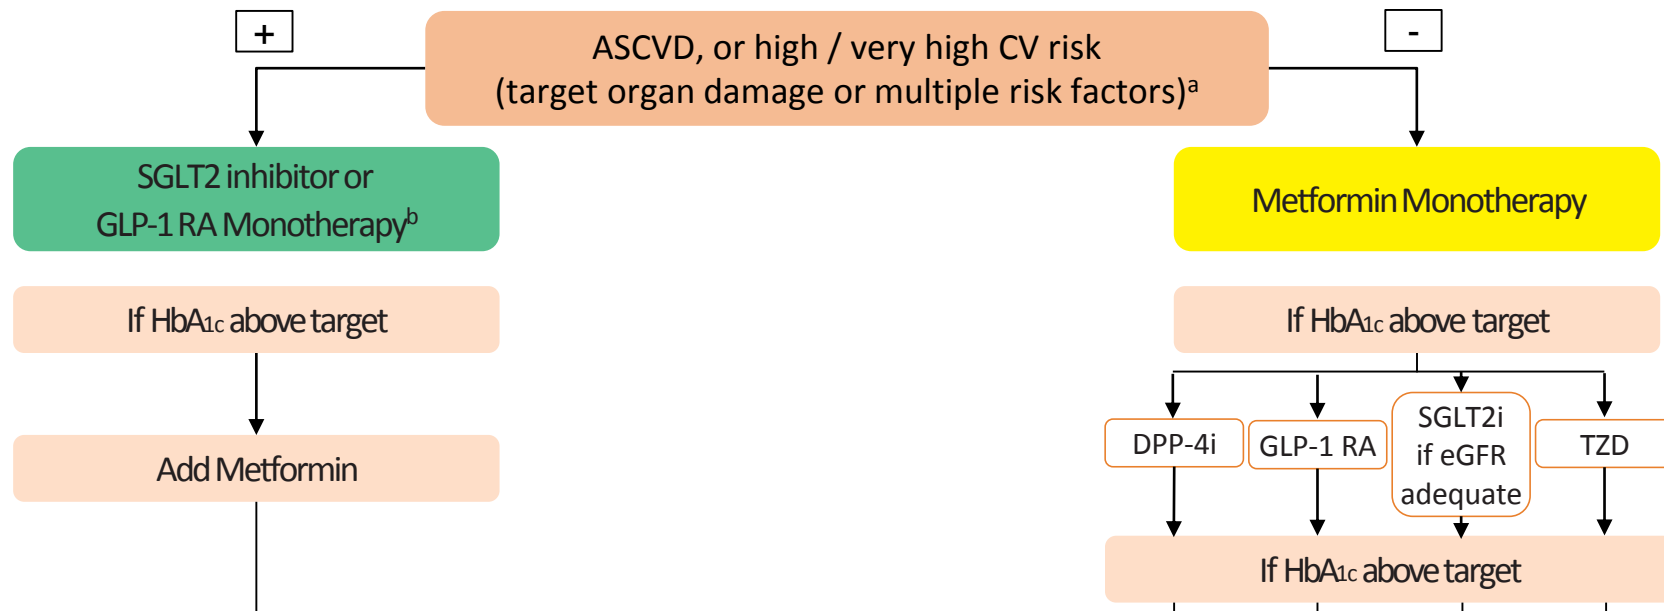 +
ASCVD, or high / very high CV risk
(target organ damage or multiple risk factors)ᵃ
-
SGLT2 inhibitor or
GLP-1 RA Monotherapyᵇ
Metformin Monotherapy
If HbA1c above target
If HbA1c above target
Add Metformin
DPP-4i
GLP-1 RA
SGLT2i
if eGFR
adequate
TZD
If HbA1c above target